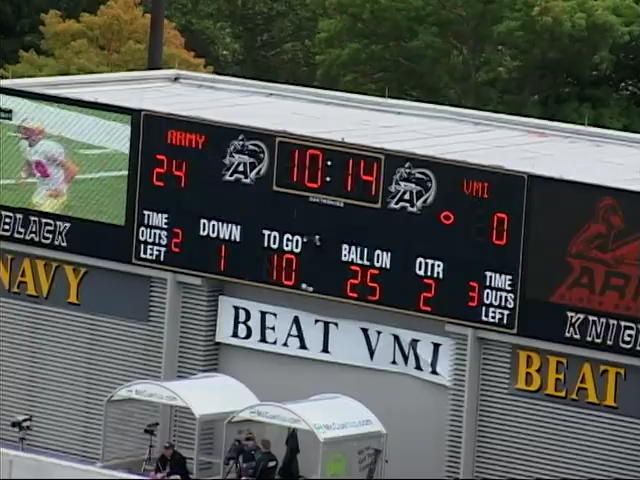 ARMY
24
10:14
VMI
0
TIME OUTS LEFT 2
DOWN 1
TO GO 10
BALL ON 25
QTR 2
3 TIME OUTS LEFT
BLACK
NAVY
BEAT VMI
BEAT